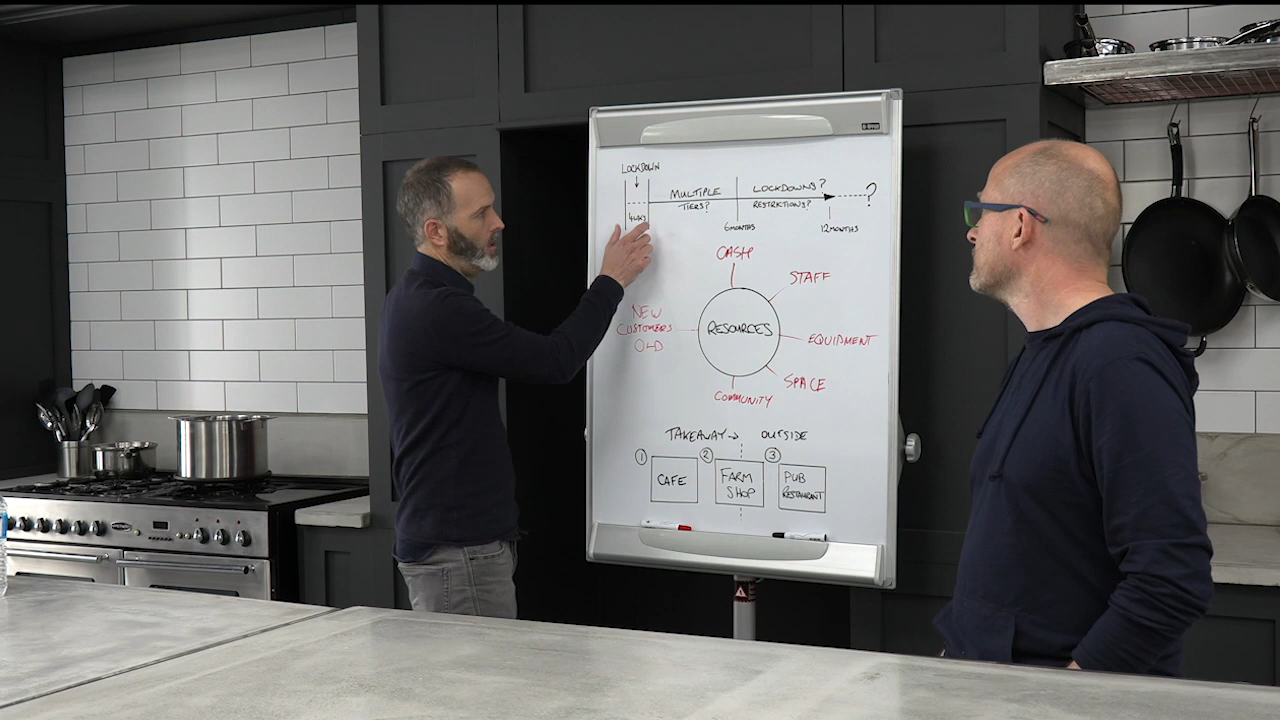 LOCKDOWN
MULTIPLE
TIERS?
LOCKDOWNS?
RESTRICTIONS?
?
4WKS
6MONTHS
12MONTHS
CASH
STAFF
NEW
CUSTOMERS
OLD
RESOURCES
EQUIPMENT
SPACE
COMMUNITY
TAKEAWAY→ OUTSIDE
1 2 3
CAFE
FARM
SHOP
PUB
RESTAURANT